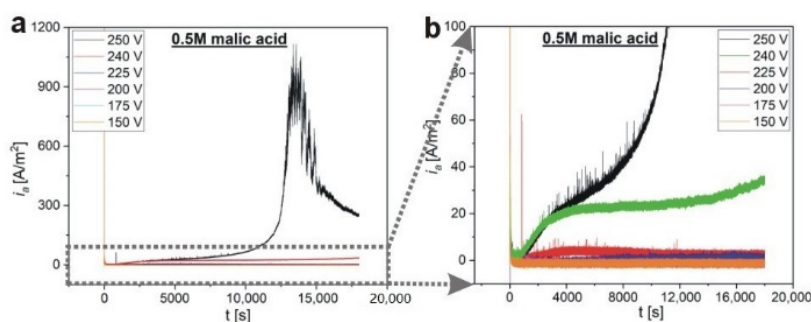 a
0.5M malic acid
250 V
240 V
225 V
200 V
175 V
150 V
1200
900
600
300
0
iₐ [A/m²]
0
5000
10,000
15,000
20,000
t [s]
b
0.5M malic acid
250 V
240 V
225 V
200 V
175 V
150 V
100
80
60
40
20
0
iₐ [A/m²]
0
4000
8000
12,000
16,000
20,000
t [s]